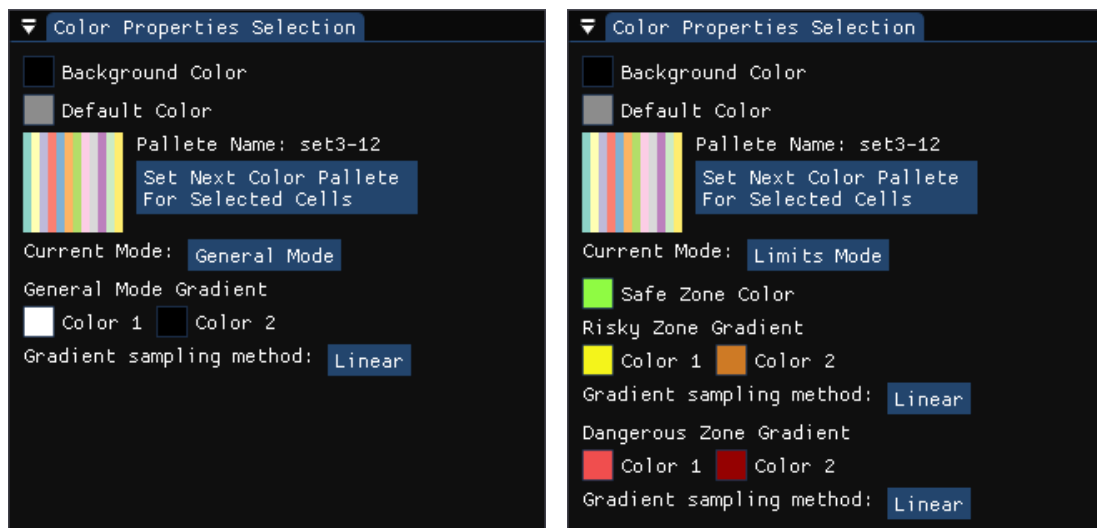 Color Properties Selection
Background Color
Default Color
Pallete Name: set3-12
Set Next Color Pallete
For Selected Cells
Current Mode: General Mode
General Mode Gradient
Color 1 Color 2
Gradient sampling method: Linear
Color Properties Selection
Background Color
Default Color
Pallete Name: set3-12
Set Next Color Pallete
For Selected Cells
Current Mode: Limits Mode
Safe Zone Color
Risky Zone Gradient
Color 1 Color 2
Gradient sampling method: Linear
Dangerous Zone Gradient
Color 1 Color 2
Gradient sampling method: Linear